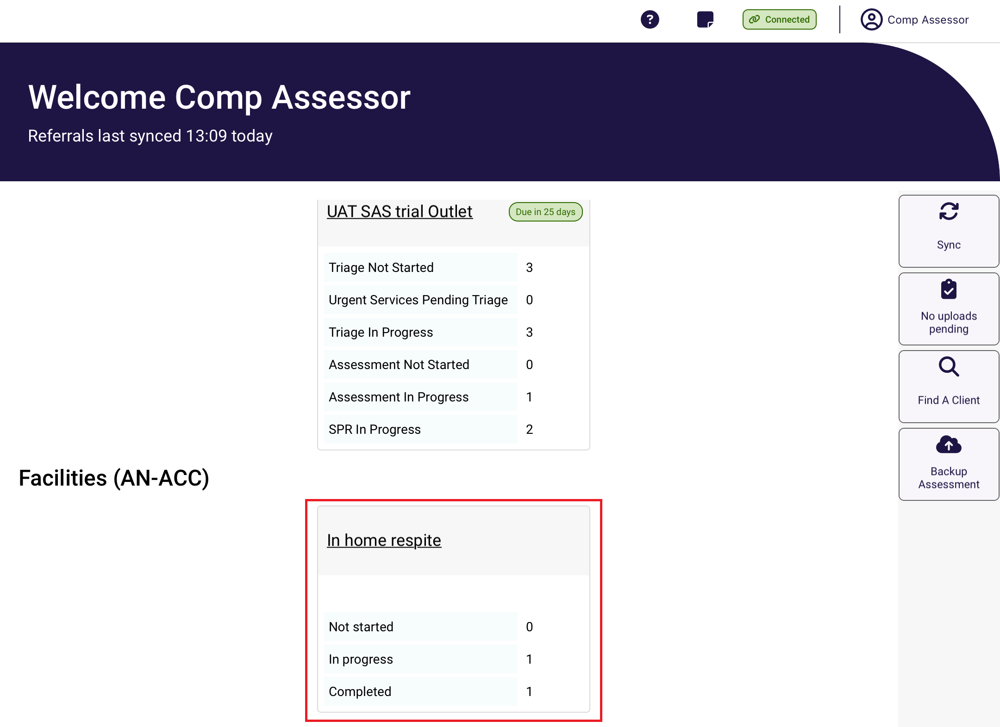 Connected
Comp Assessor
Welcome Comp Assessor
Referrals last synced 13:09 today
UAT SAS trial Outlet
Due in 25 days
Triage Not Started 3
Urgent Services Pending Triage 0
Triage In Progress 3
Assessment Not Started 0
Assessment In Progress 1
SPR In Progress 2
Facilities (AN-ACC)
In home respite
Not started 0
In progress 1
Completed 1
Sync
No uploads
pending
Find A Client
Backup
Assessment